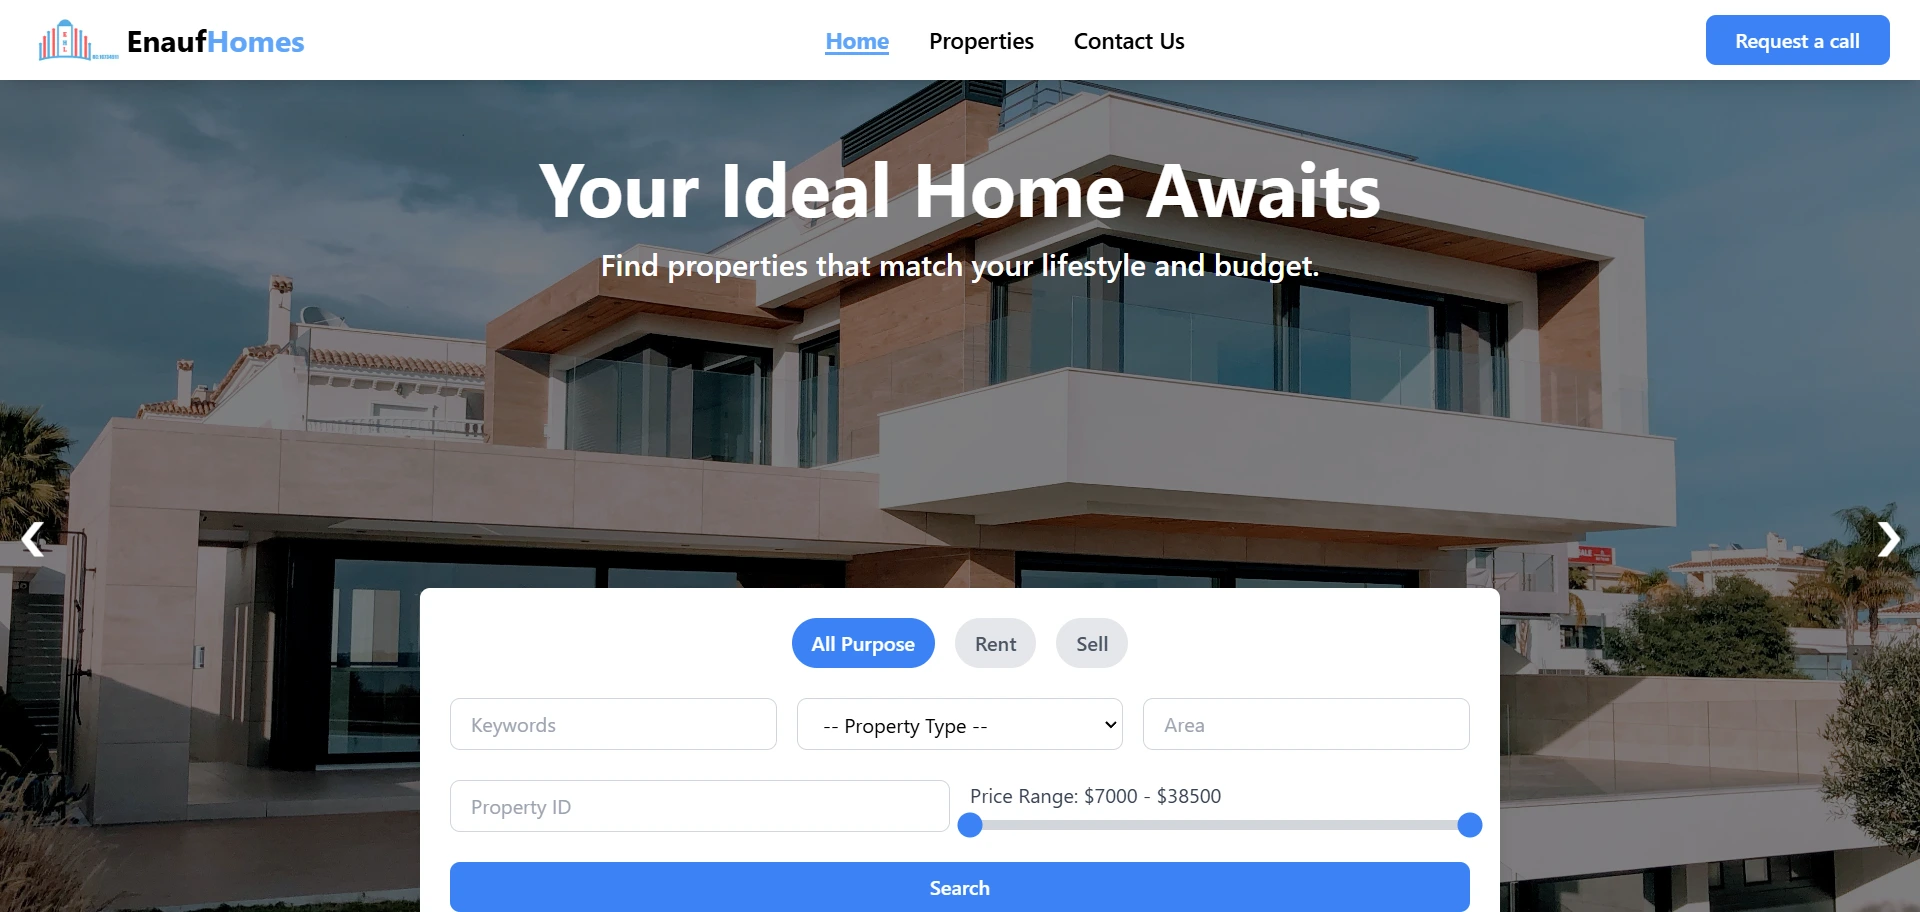 EHL
EnaufHomes
Home
Properties
Contact Us
Request a call
Your Ideal Home Awaits
Find properties that match your lifestyle and budget.
❮
❯
All Purpose
Rent
Sell
Keywords
-- Property Type --
Area
Property ID
Price Range: $7000 - $38500
Search